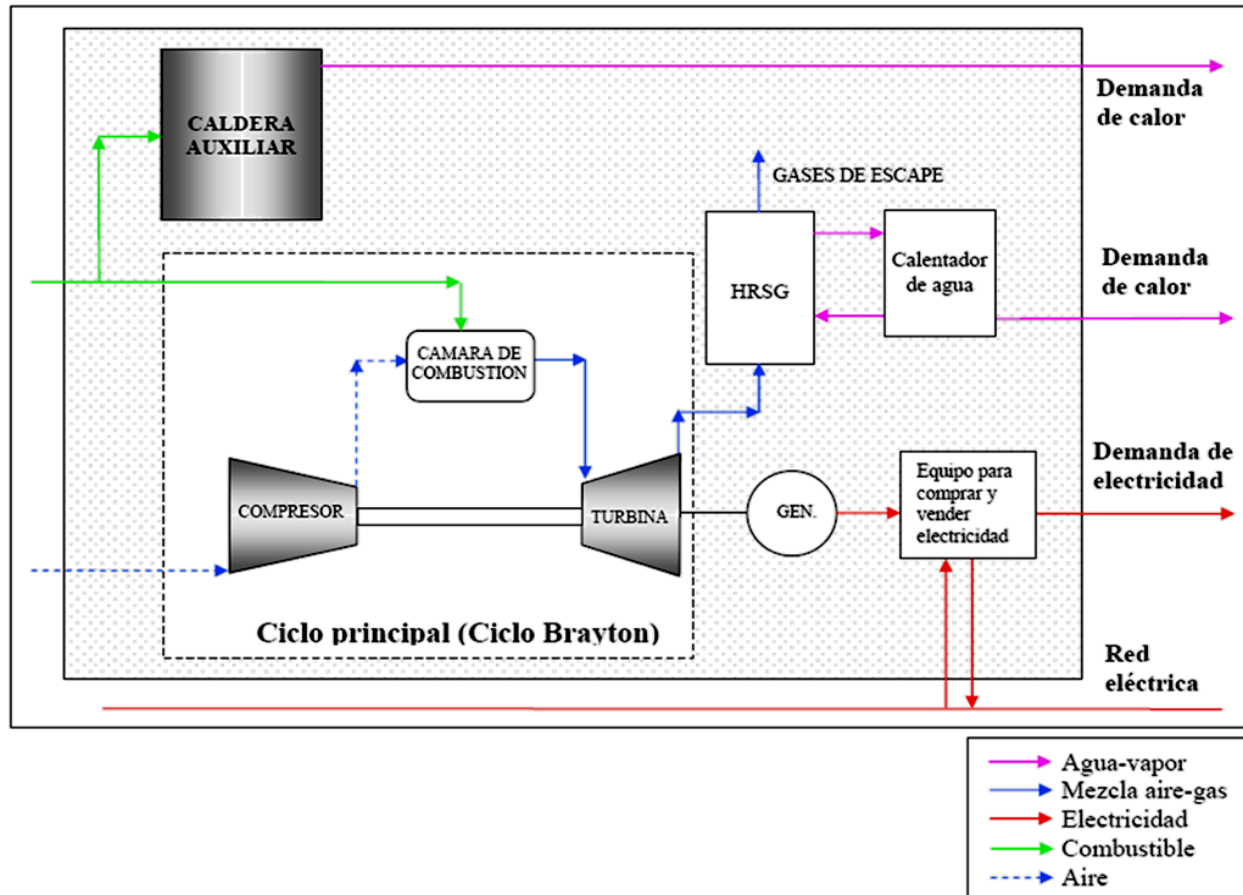 CALDERA
AUXILIAR
Demanda
de calor
GASES DE ESCAPE
HRSG
Calentador
de agua
Demanda
de calor
CAMARA DE
COMBUSTION
COMPRESOR
TURBINA
GEN.
Equipo para
comprar y
vender
electricidad
Demanda de
electricidad
Ciclo principal (Ciclo Brayton)
Red
eléctrica
Agua-vapor
Mezcla aire-gas
Electricidad
Combustible
Aire